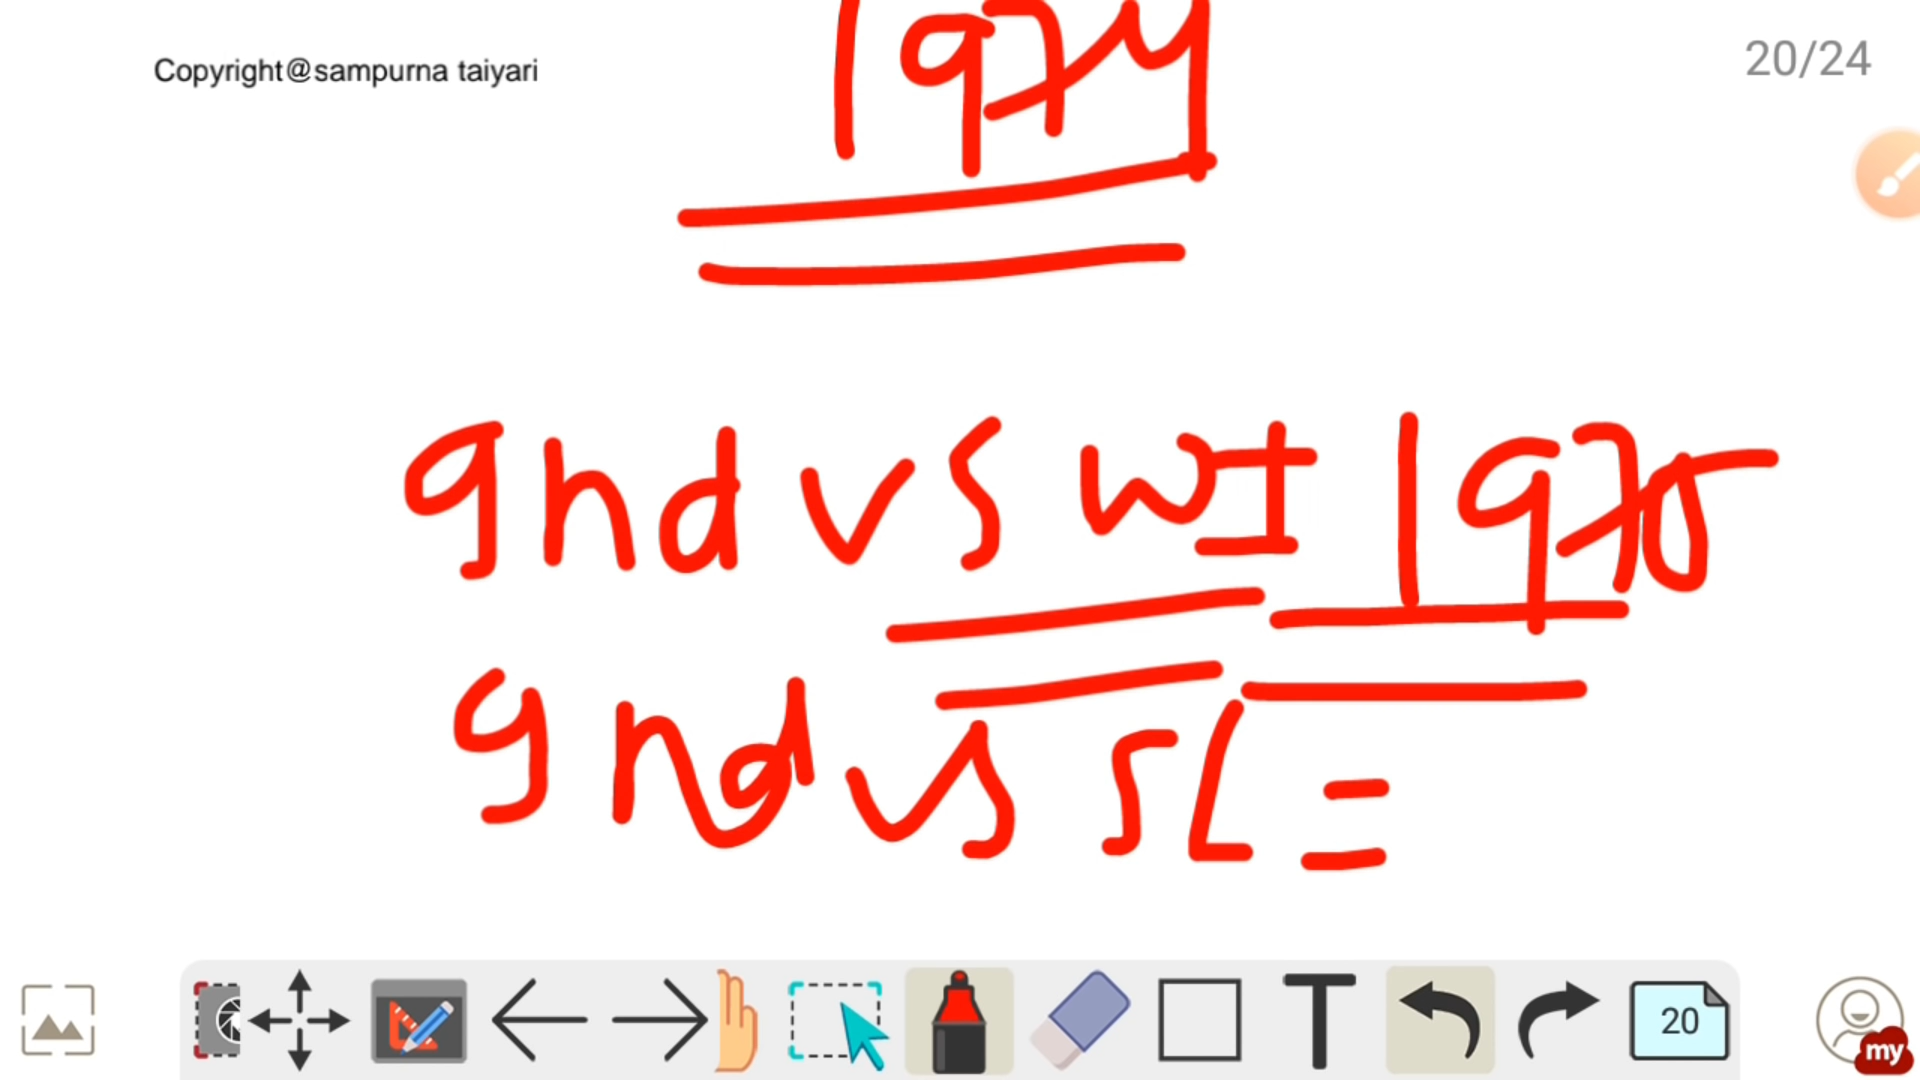 1974
Copyright@sampurna taiyari
20/24
Ind vs WI 1975
Ind vs SL =
20
my